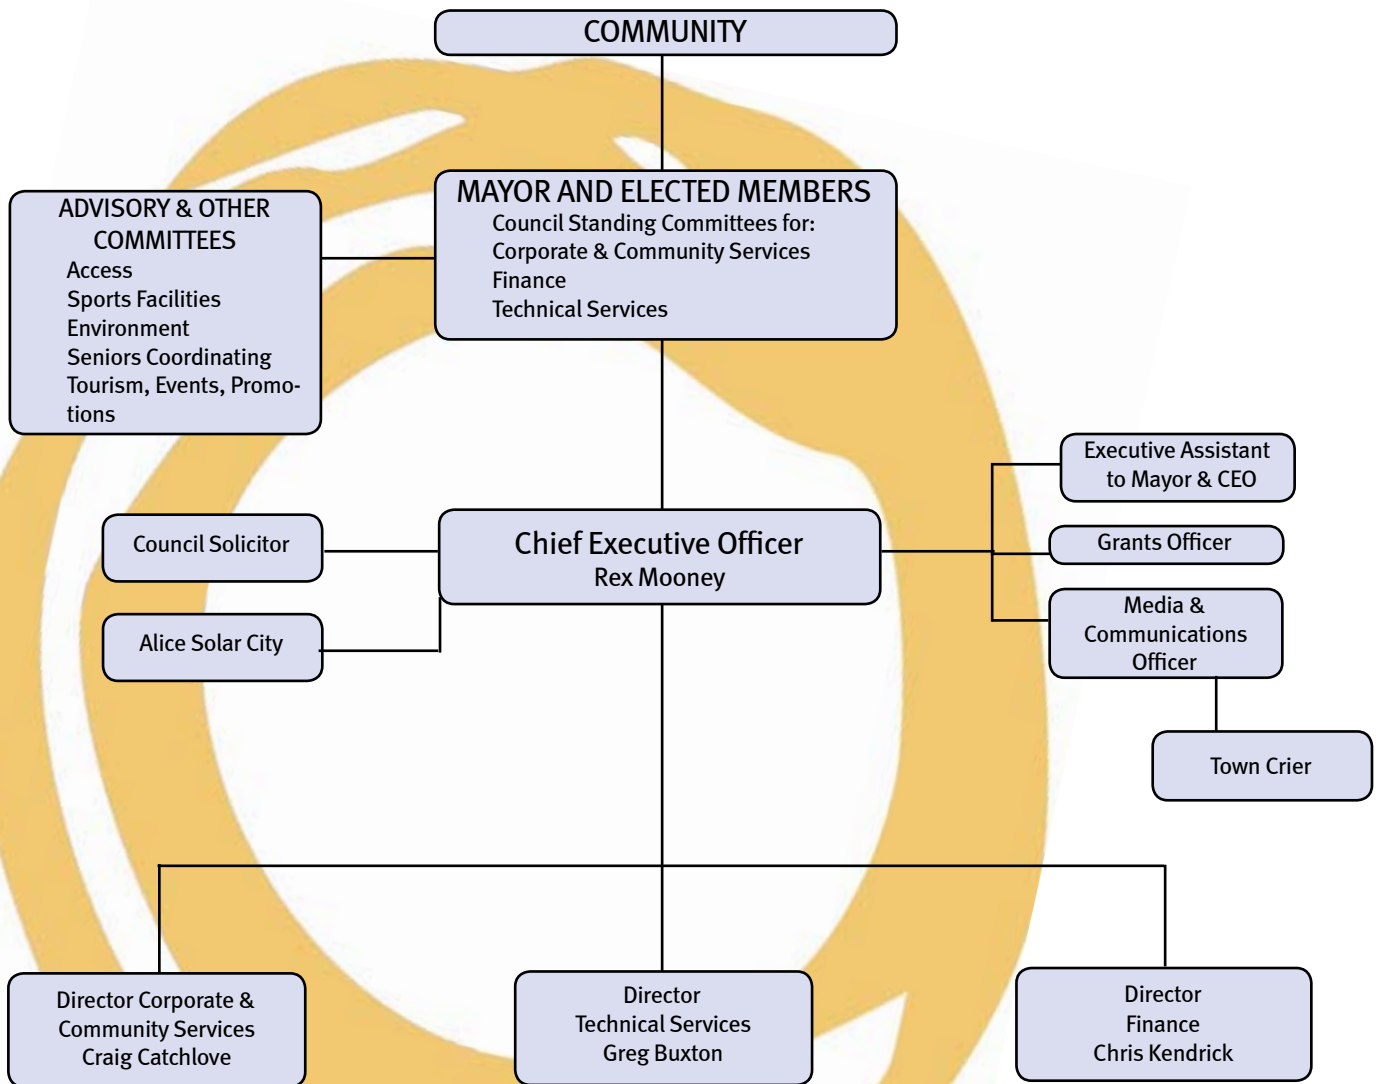 COMMUNITY
MAYOR AND ELECTED MEMBERS
Council Standing Committees for:
Corporate & Community Services
Finance
Technical Services
ADVISORY & OTHER
COMMITTEES
Access
Sports Facilities
Environment
Seniors Coordinating
Tourism, Events, Promo-
tions
Executive Assistant
to Mayor & CEO
Council Solicitor
Chief Executive Officer
Rex Mooney
Grants Officer
Alice Solar City
Media &
Communications
Officer
Town Crier
Director Corporate &
Community Services
Craig Catchlove
Director
Technical Services
Greg Buxton
Director
Finance
Chris Kendrick